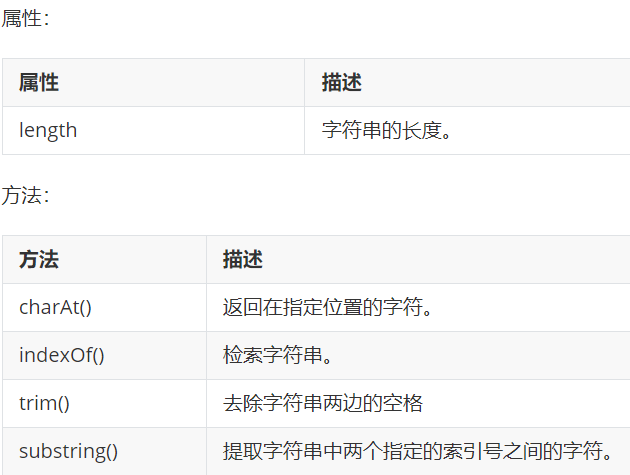 属性：
属性 描述
length 字符串的长度。
方法：
方法 描述
charAt() 返回在指定位置的字符。
indexOf() 检索字符串。
trim() 去除字符串两边的空格
substring() 提取字符串中两个指定的索引号之间的字符。